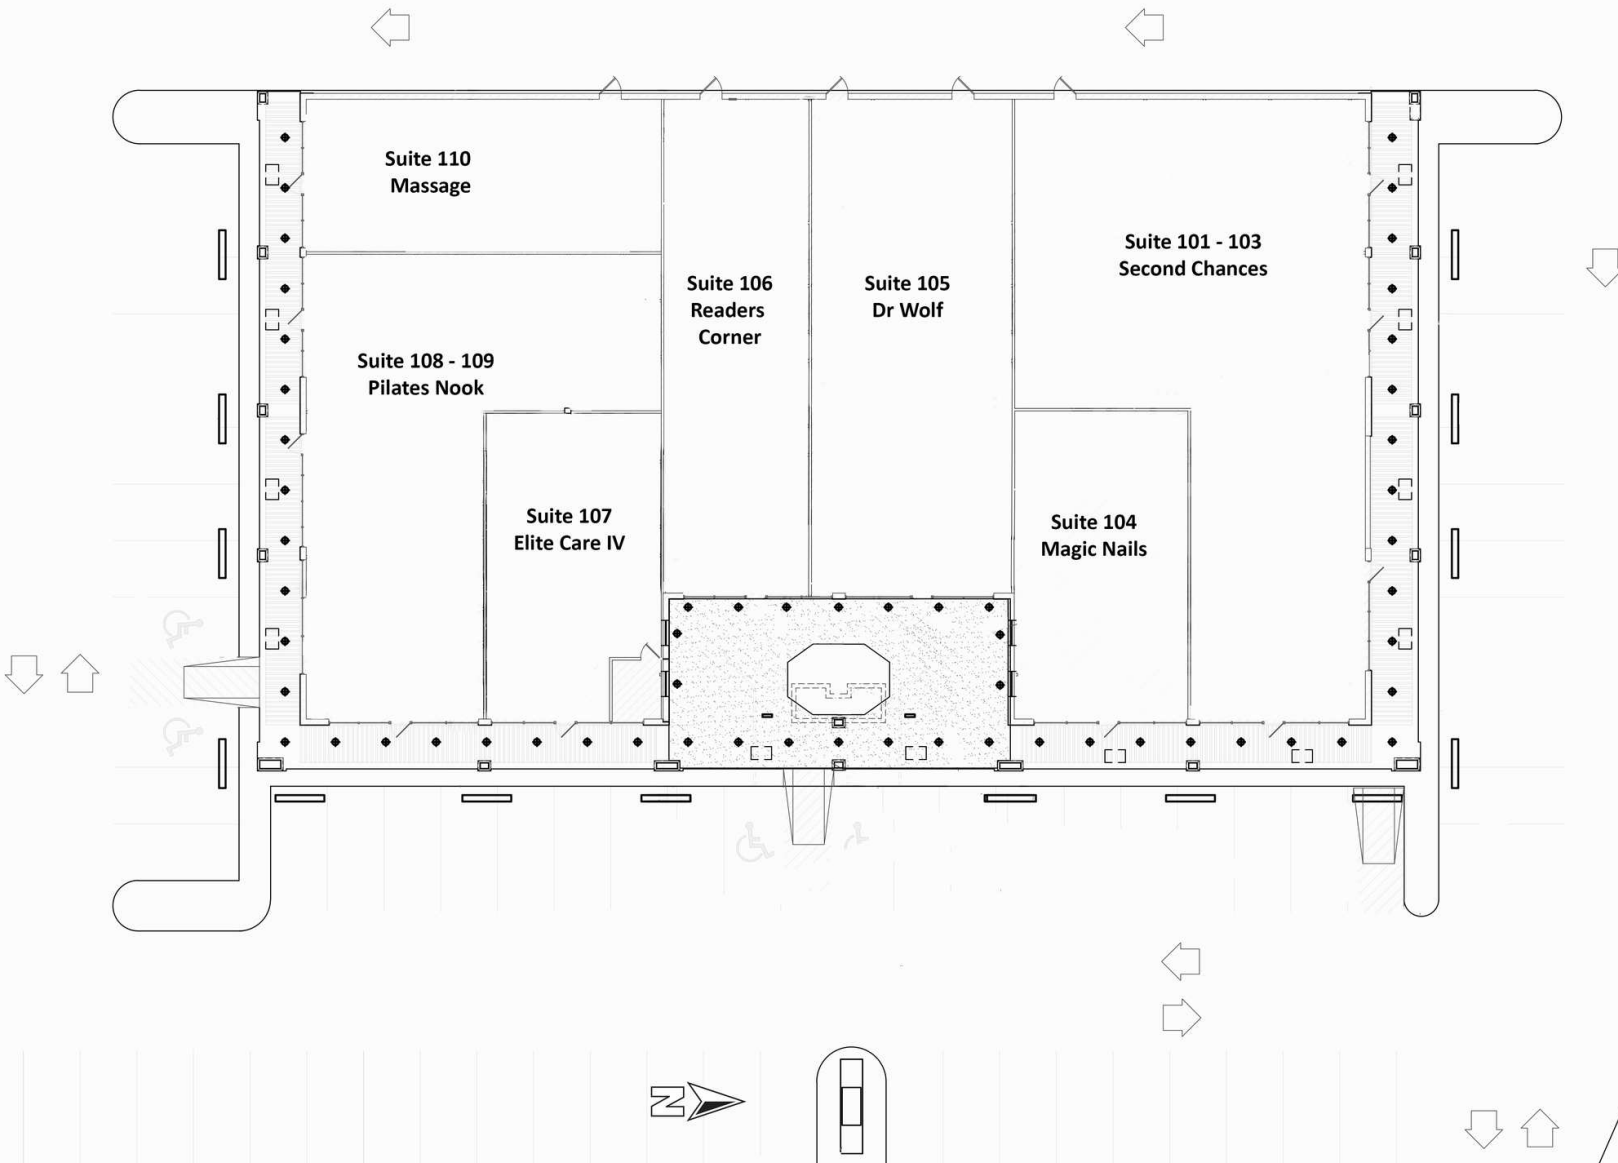 Suite 110
Massage
Suite 101 - 103
Second Chances
Suite 106
Readers
Corner
Suite 105
Dr Wolf
Suite 108 - 109
Pilates Nook
Suite 107
Elite Care IV
Suite 104
Magic Nails
N